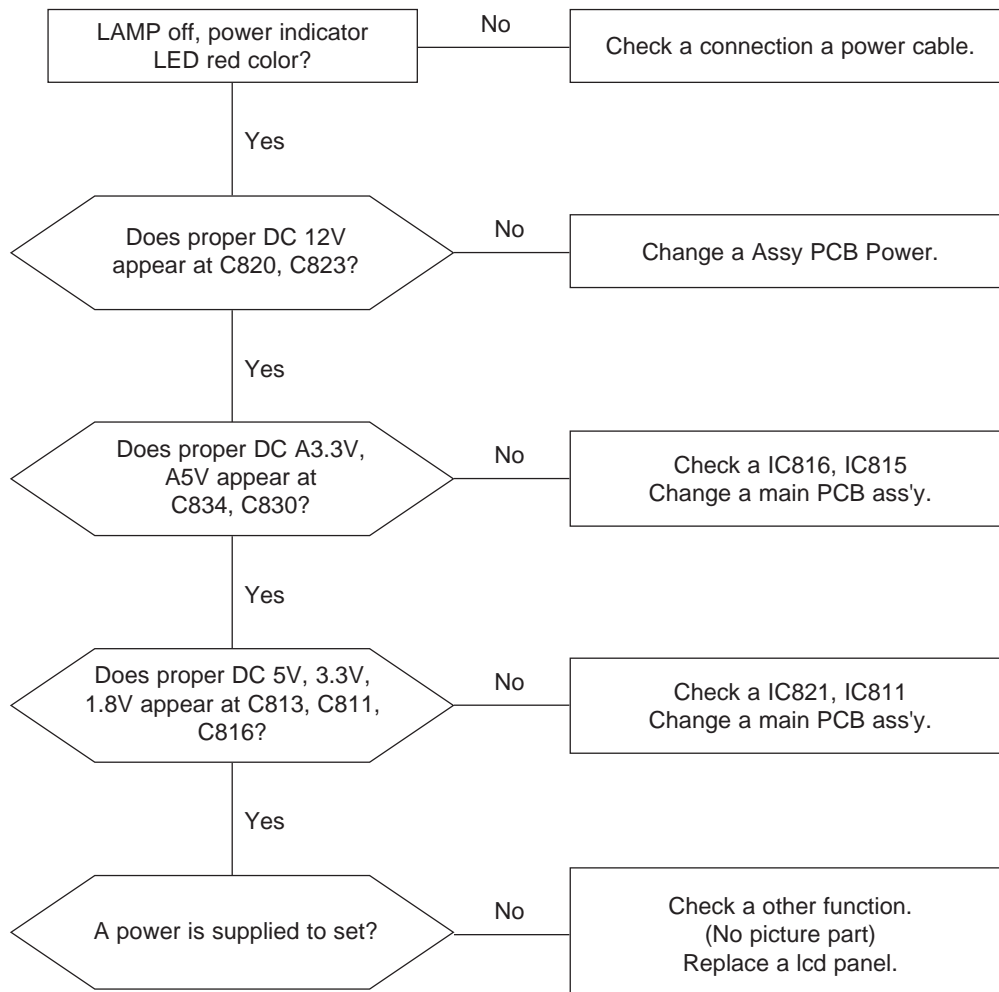 LAMP off, power indicator
LED red color?
No
Check a connection a power cable.
Yes
Does proper DC 12V
appear at C820, C823?
No
Change a Assy PCB Power.
Yes
Does proper DC A3.3V,
A5V appear at
C834, C830?
No
Check a IC816, IC815
Change a main PCB ass'y.
Yes
Does proper DC 5V, 3.3V,
1.8V appear at C813, C811,
C816?
No
Check a IC821, IC811
Change a main PCB ass'y.
Yes
A power is supplied to set?
No
Check a other function.
(No picture part)
Replace a lcd panel.